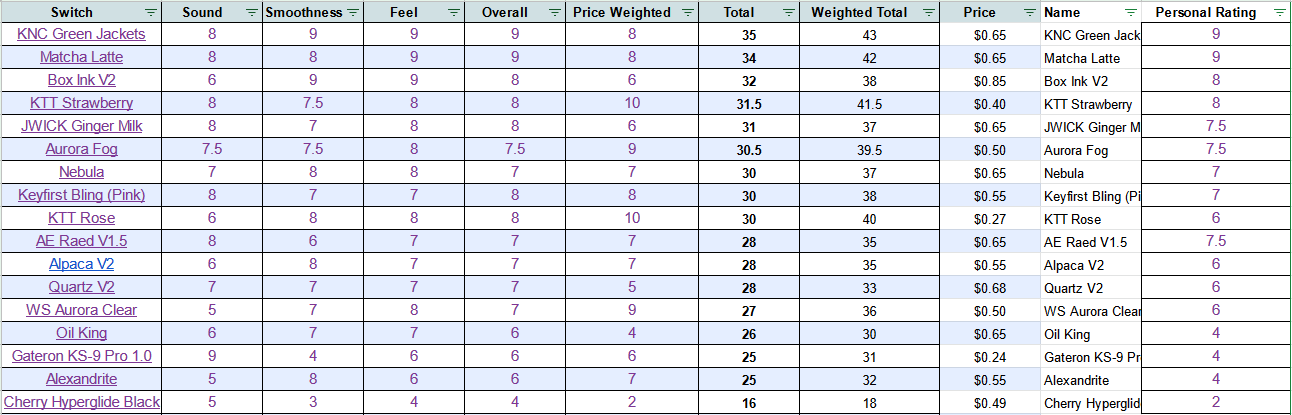 Switch Sound Smoothness Feel Overall Price Weighted Total Weighted Total Price Name Personal Rating
KNC Green Jackets 8 9 9 9 8 35 43 $0.65 KNC Green Jack 9
Matcha Latte 8 8 9 9 8 34 42 $0.65 Matcha Latte 9
Box Ink V2 6 9 9 8 6 32 38 $0.85 Box Ink V2 8
KTT Strawberry 8 7.5 8 8 10 31.5 41.5 $0.40 KTT Strawberry 8
JWICK Ginger Milk 8 7 8 8 6 31 37 $0.65 JWICK Ginger M 7.5
Aurora Fog 7.5 7.5 8 7.5 9 30.5 39.5 $0.50 Aurora Fog 7.5
Nebula 7 8 8 7 7 30 37 $0.65 Nebula 7
Keyfirst Bling (Pink) 8 7 7 8 8 30 38 $0.55 Keyfirst Bling (Pi 7
KTT Rose 6 8 8 8 10 30 40 $0.27 KTT Rose 6
AE Raed V1.5 8 6 7 7 7 28 35 $0.65 AE Raed V1.5 7.5
Alpaca V2 6 8 7 7 7 28 35 $0.55 Alpaca V2 6
Quartz V2 7 7 7 7 5 28 33 $0.68 Quartz V2 6
WS Aurora Clear 5 7 8 7 9 27 36 $0.50 WS Aurora Clear 6
Oil King 6 7 7 6 4 26 30 $0.65 Oil King 4
Gateron KS-9 Pro 1.0 9 4 6 6 6 25 31 $0.24 Gateron KS-9 Pr 4
Alexandrite 5 8 6 6 7 25 32 $0.55 Alexandrite 4
Cherry Hyperglide Black 5 3 4 4 2 16 18 $0.49 Cherry Hyperglid 2